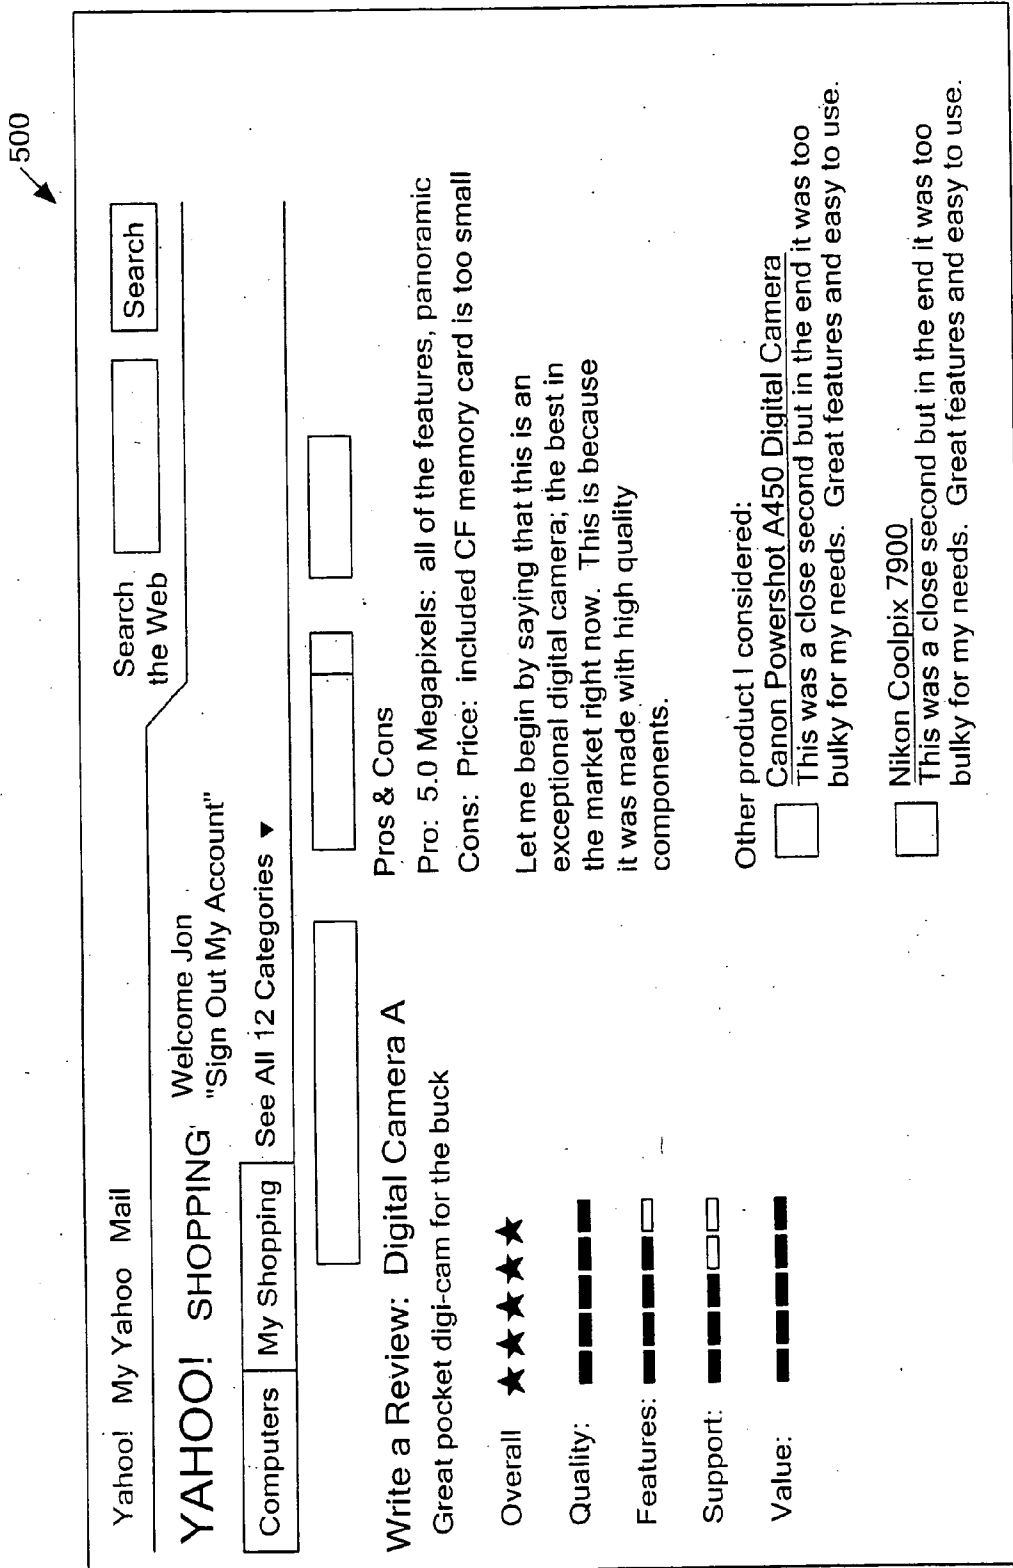 500
Yahoo! My Yahoo Mail
Search
the Web
Search
YAHOO! SHOPPING
Welcome Jon
"Sign Out My Account"
Computers
My Shopping
See All 12 Categories ▼
Write a Review: Digital Camera A
Great pocket digi-cam for the buck
Overall ★★★★★
Quality:
Features:
Support:
Value:
Pros & Cons
Pro: 5.0 Megapixels: all of the features, panoramic
Cons: Price: included CF memory card is too small
Let me begin by saying that this is an
exceptional digital camera; the best in
the market right now. This is because
it was made with high quality
components.
Other product I considered:
Canon Powershot A450 Digital Camera
This was a close second but in the end it was too
bulky for my needs. Great features and easy to use.
Nikon Coolpix 7900
This was a close second but in the end it was too
bulky for my needs. Great features and easy to use.